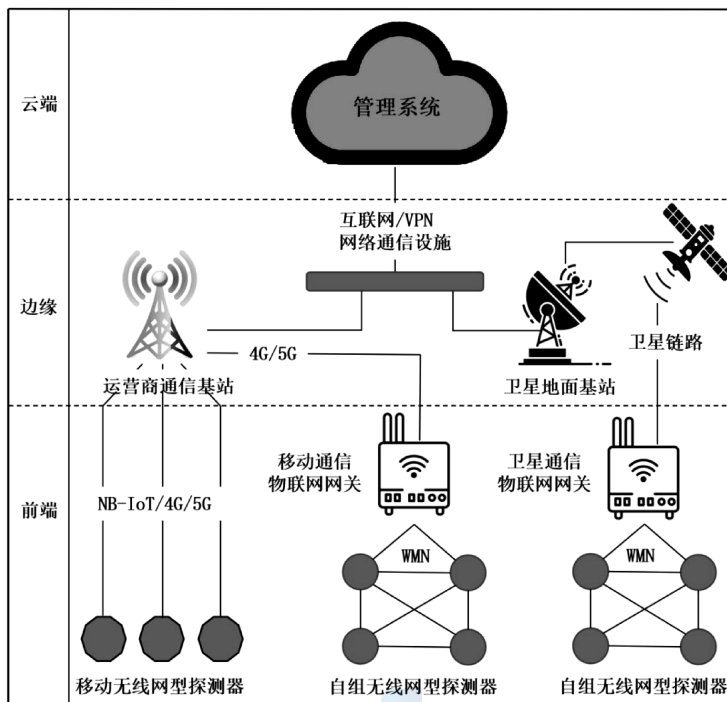 云端
管理系统
边缘
互联网/VPN
网络通信设施
4G/5G
运营商通信基站
卫星地面基站
卫星链路
前端
移动通信
物联网网关
卫星通信
物联网网关
NB-IoT/4G/5G
WMN
WMN
移动无线网型探测器
自组无线网型探测器
自组无线网型探测器